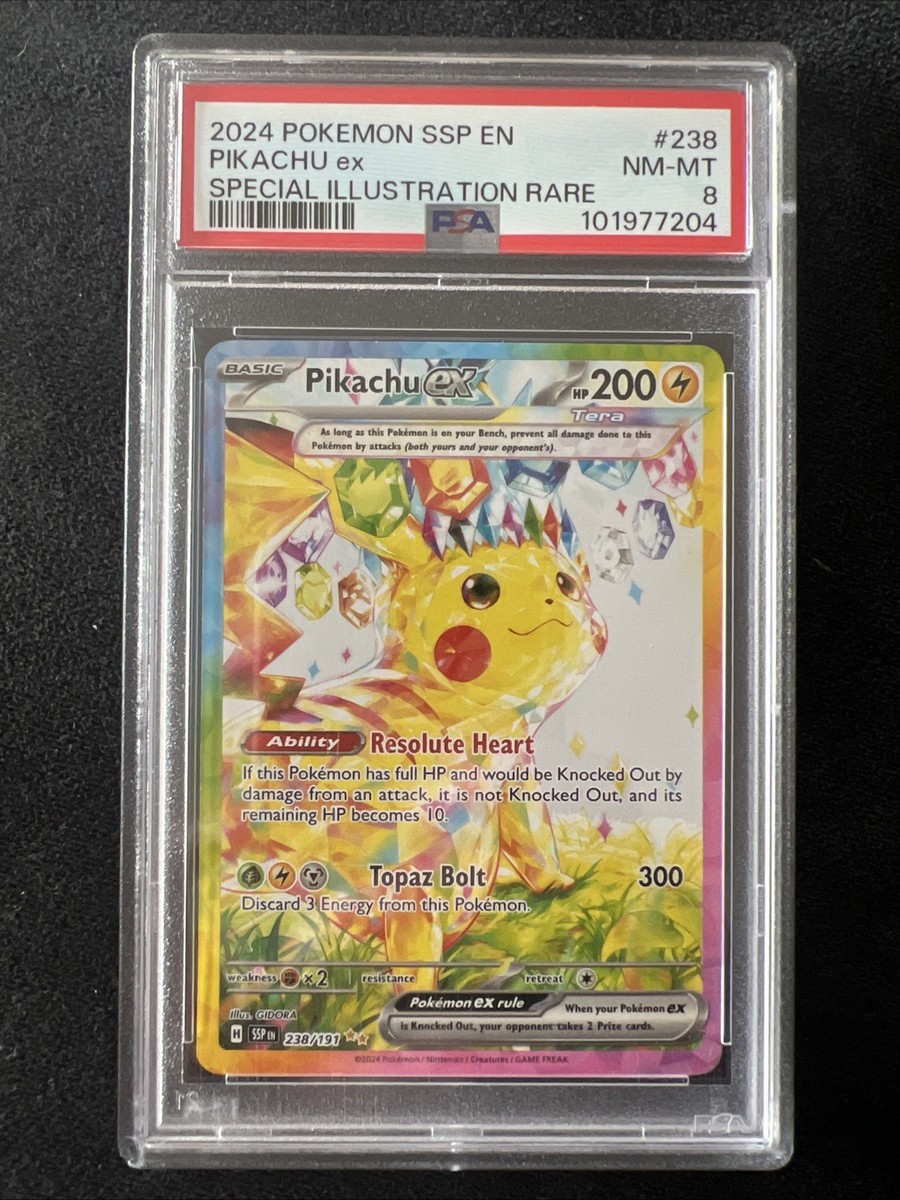 2024 POKEMON SSP EN #238
PIKACHU ex NM-MT
SPECIAL ILLUSTRATION RARE 8
PSA 101977204
BASIC Pikachu ex HP 200
Tera
As long as this Pokémon is on your Bench, prevent all damage done to this
Pokémon by attacks (both yours and your opponent's).
Ability Resolute Heart
If this Pokémon has full HP and would be Knocked Out by
damage from an attack, it is not Knocked Out, and its
remaining HP becomes 10.
Topaz Bolt 300
Discard 3 Energy from this Pokémon.
weakness ×2 resistance retreat
Pokémon ex rule When your Pokémon ex
is Knocked Out, your opponent takes 2 Prize cards.
Illus. GIDORA
H SSP EN 238/191
©2024 Pokémon / Nintendo / Creatures / GAME FREAK
PSA